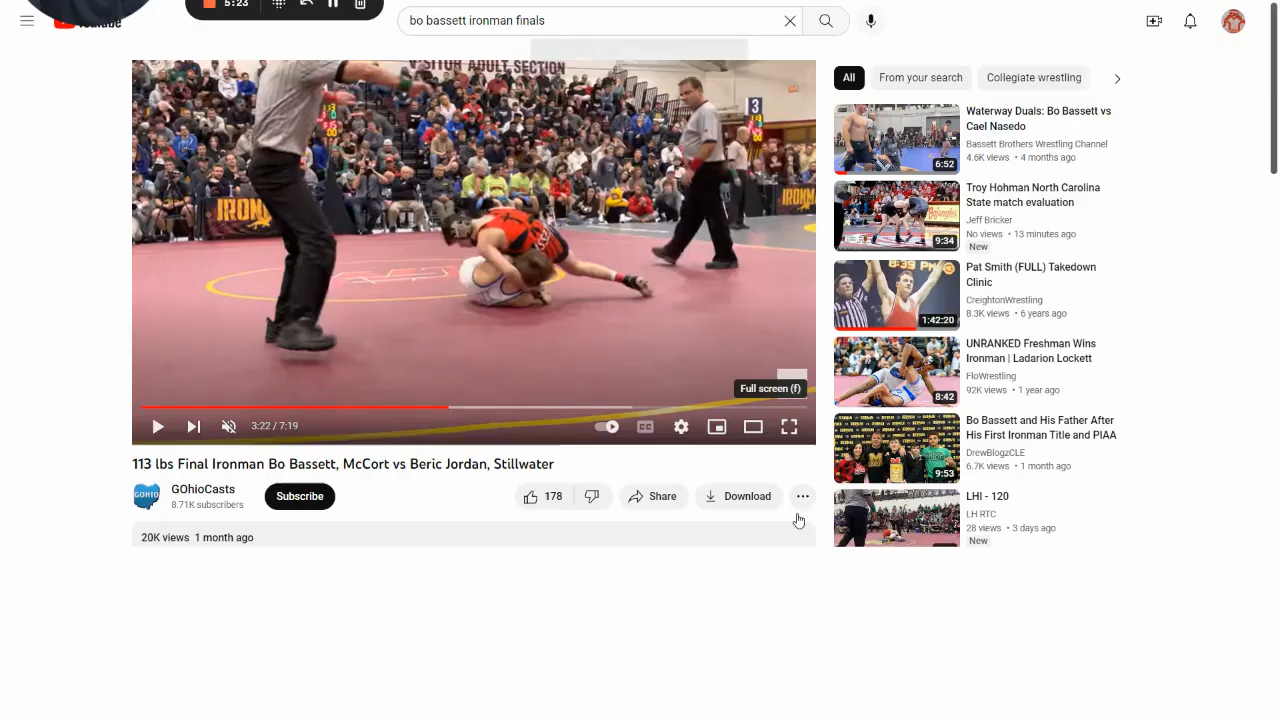 5:23
bo bassett ironman finals
VISITOR ADULT SECTION
3
IRONM
IRONMAN
Full screen (f)
3:22 / 7:19
CC
113 lbs Final Ironman Bo Bassett, McCort vs Beric Jordan, Stillwater
GOHIO
GOhioCasts
8.71K subscribers
Subscribe
178
Share
Download
20K views 1 month ago
All
From your search
Collegiate wrestling
Waterway Duals: Bo Bassett vs
Cael Nasedo
Bassett Brothers Wrestling Channel
4.6K views • 4 months ago
6:52
Troy Hohman North Carolina
State match evaluation
Jeff Bricker
No views • 13 minutes ago
New
9:34
Pat Smith (FULL) Takedown
Clinic
CreightonWrestling
8.3K views • 6 years ago
1:42:20
UNRANKED Freshman Wins
Ironman | Ladarion Lockett
FloWrestling
92K views • 1 year ago
8:42
Bo Bassett and His Father After
His First Ironman Title and PIAA
DrewBlogzCLE
6.7K views • 1 month ago
9:53
LHI - 120
LH RTC
28 views • 3 days ago
New